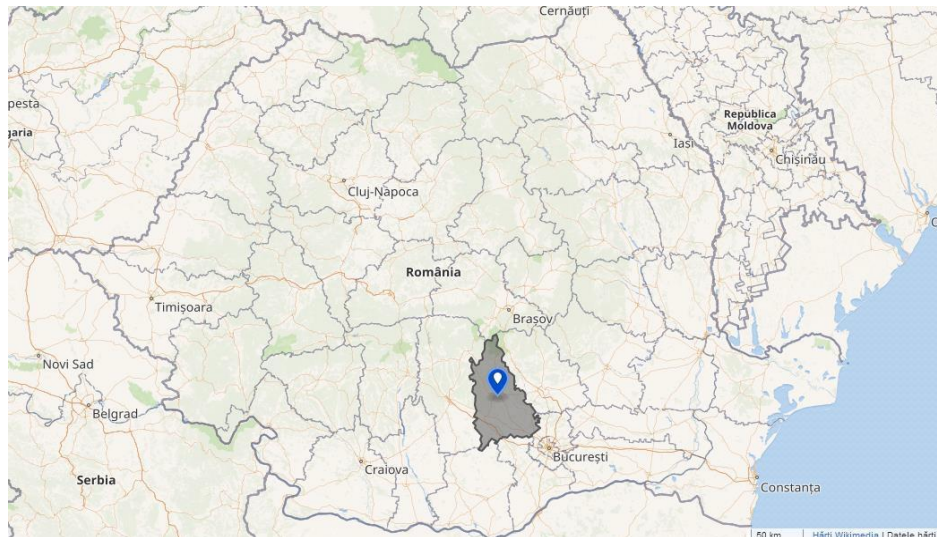 Cernăuți
pesta
garia
Republica
Moldova
Iași
Chișinău
Cluj-Napoca
România
Timișoara
Brașov
Novi Sad
Belgrad
București
Craiova
Serbia
Constanța
50 km
Hărți Wikimedia | Datele hărți